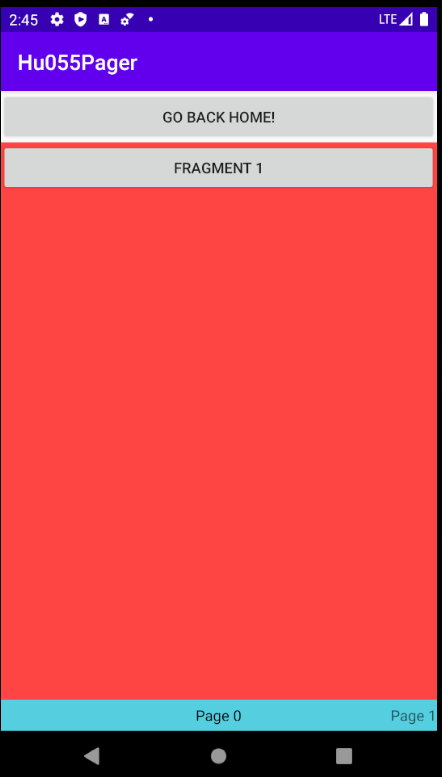 2:45 LTE
Hu055Pager
GO BACK HOME!
FRAGMENT 1
Page 0 Page 1